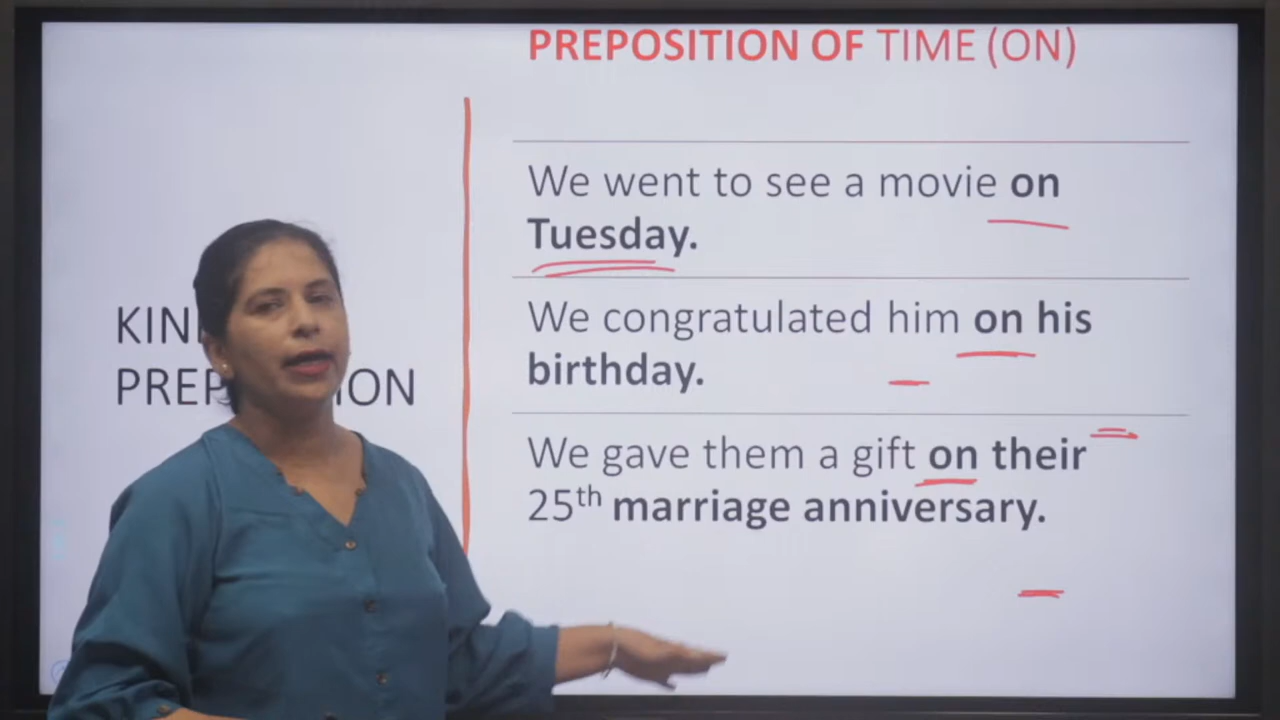 PREPOSITION OF TIME (ON)
We went to see a movie on
Tuesday.
We congratulated him on his
birthday.
We gave them a gift on their
25th marriage anniversary.